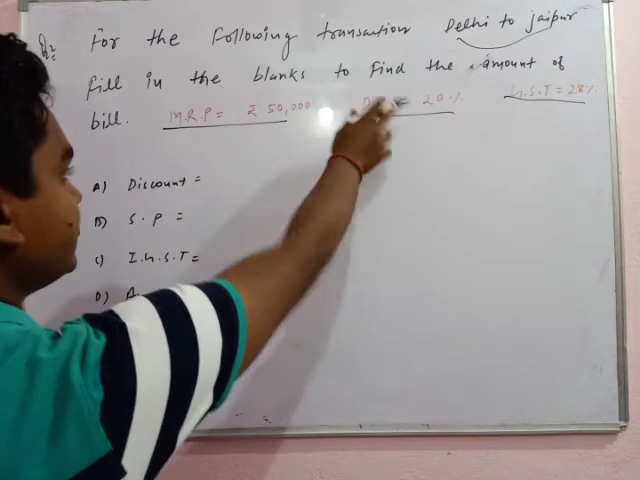 Q2 For the following transaction Delhi to Jaipur
fill in the blanks to find the amount of
bill. M.R.P = ₹ 50,000 = 20% G.S.T = 28%
A) Discount =
B) S.P =
C) I.G.S.T =
D) A